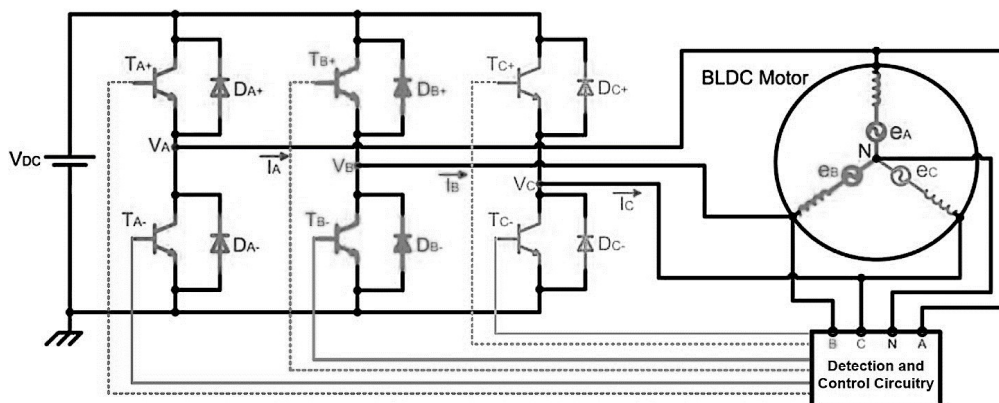 TA+
DA+
TB+
DB+
TC+
DC+
BLDC Motor
eA
N
eB
eC
VDC
VA
IA
VB
IB
VC
IC
TA-
DA-
TB-
DB-
TC-
DC-
B C N A
Detection and
Control Circuitry